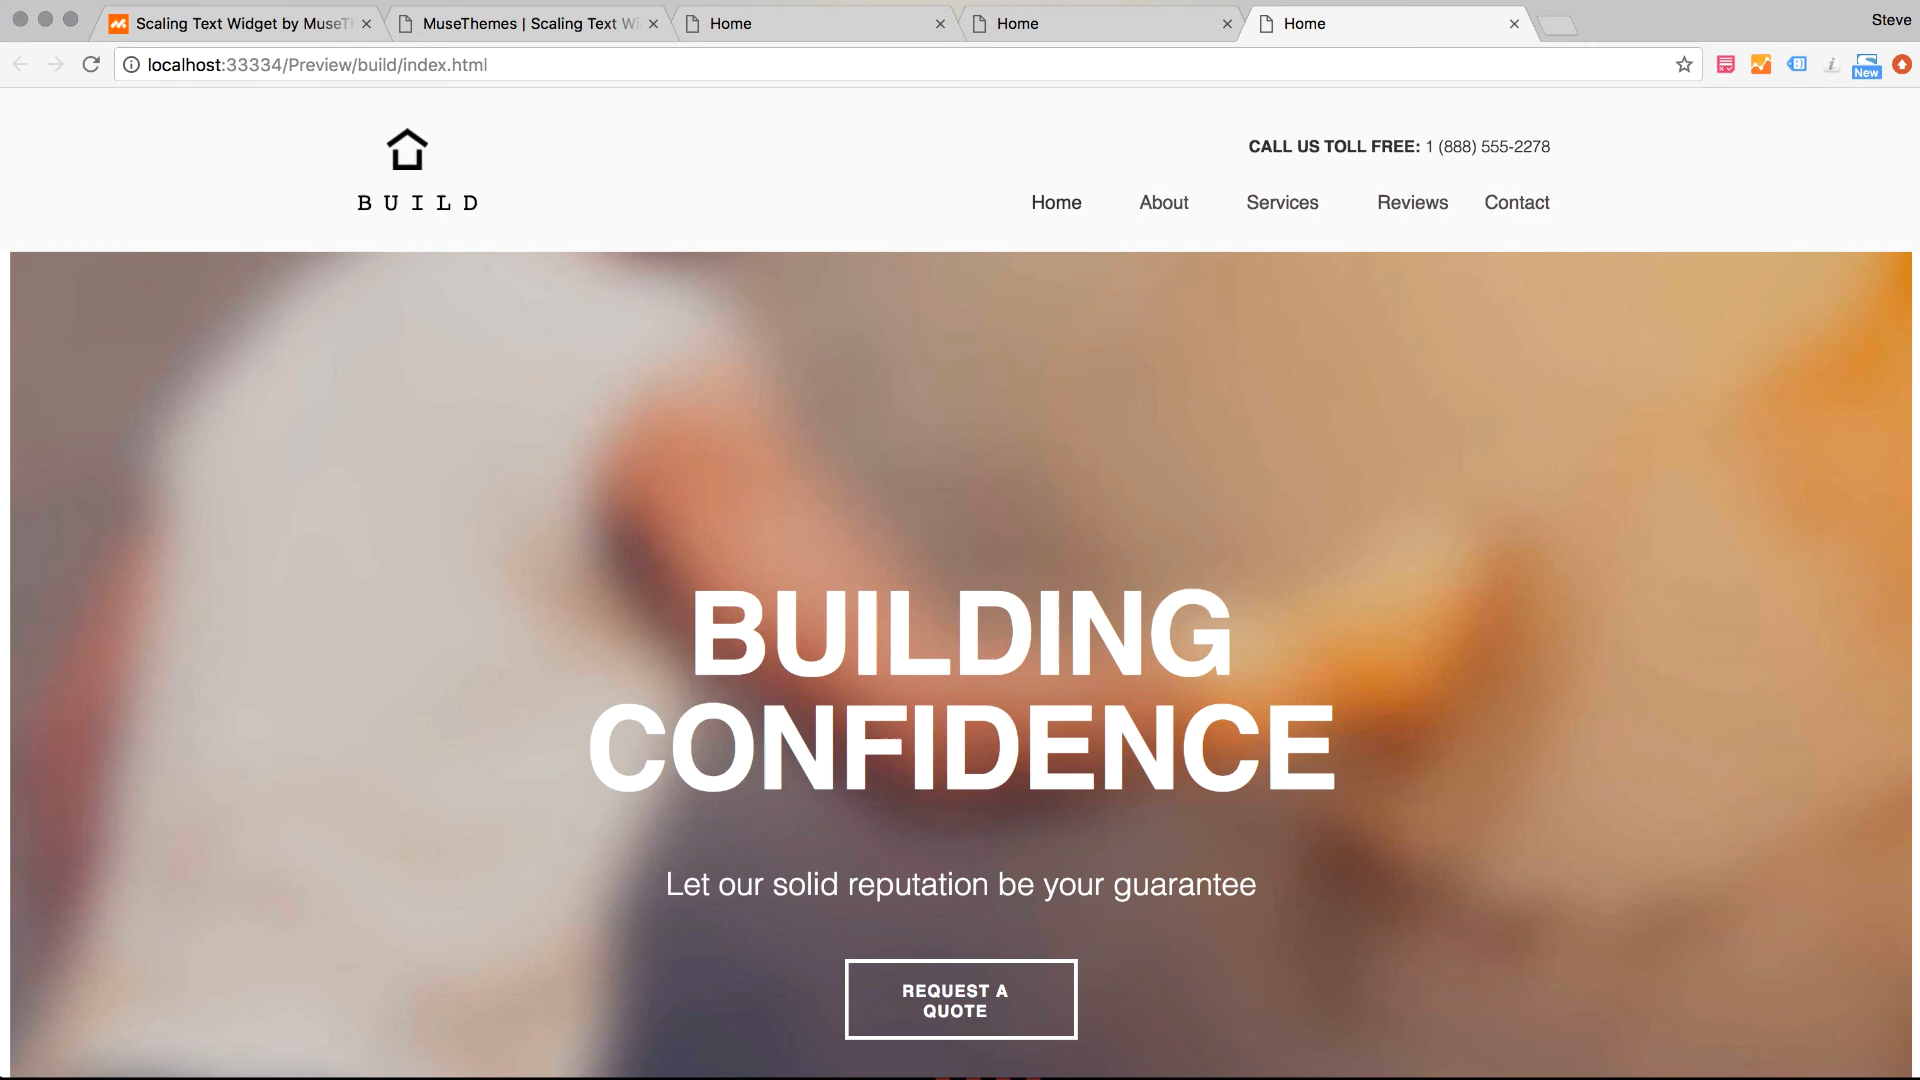 Scaling Text Widget by MuseTh
MuseThemes | Scaling Text Wi
Home
Home
Home
Steve
localhost:33334/Preview/build/index.html
New
CALL US TOLL FREE: 1 (888) 555-2278
BUILD
Home About Services Reviews Contact
BUILDING
CONFIDENCE
Let our solid reputation be your guarantee
REQUEST A
QUOTE